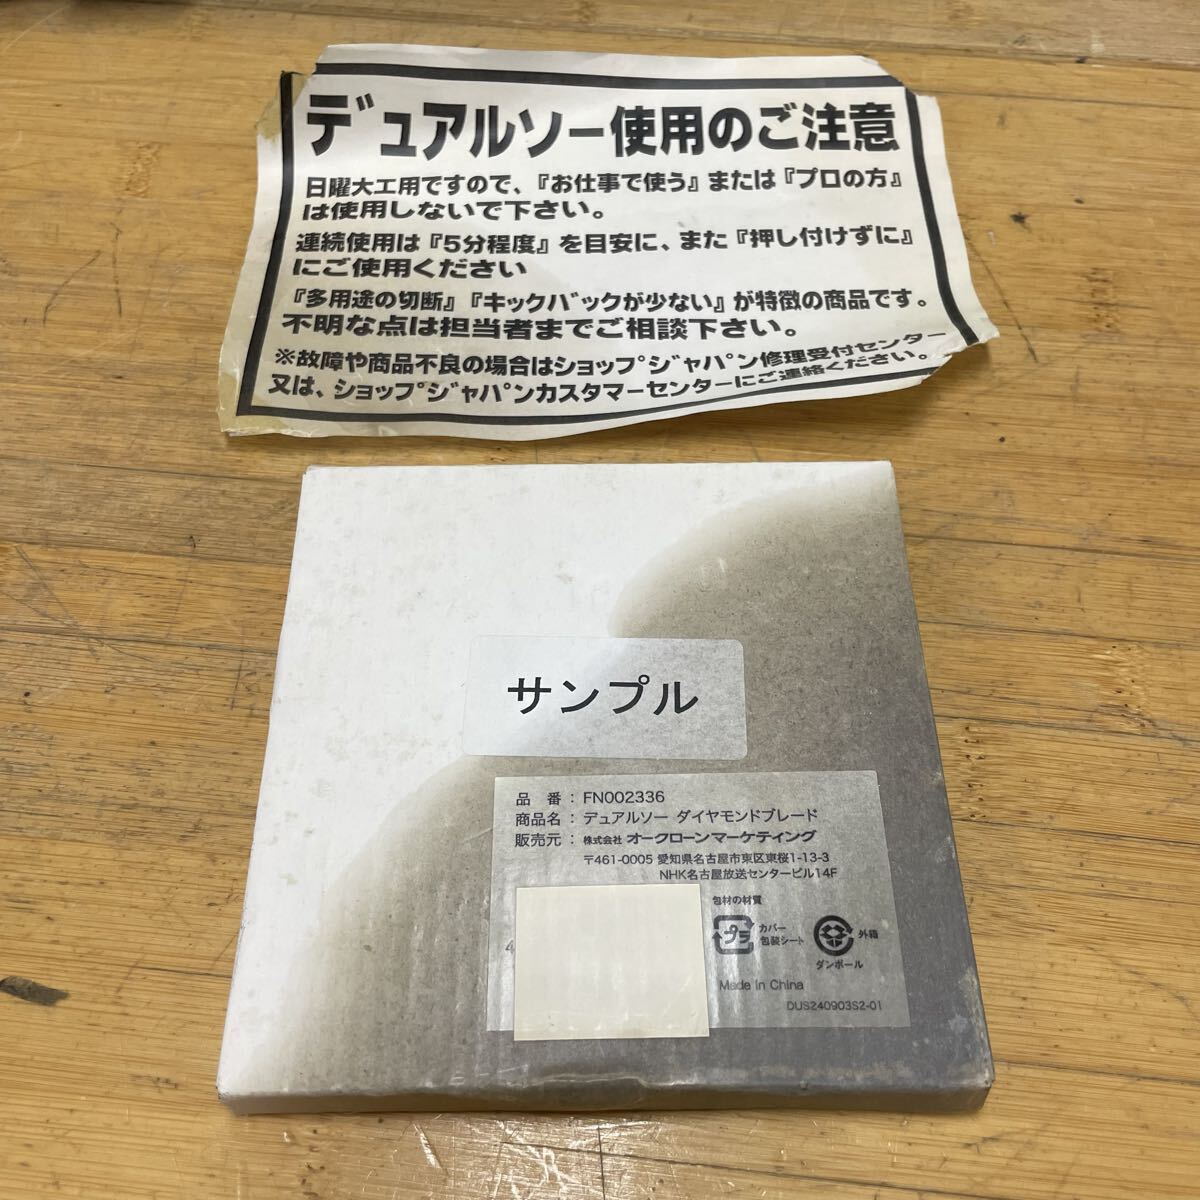 デュアルソー使用のご注意
日曜大工用ですので、『お仕事で使う』または『プロの方』
は使用しないで下さい。
連続使用は『5分程度』を目安に、また『押し付けずに』
にご使用ください
『多用途の切断』『キックバックが少ない』が特徴の商品です。
不明な点は担当者までご相談下さい。
※故障や商品不良の場合はショップジャパン修理受付センター
又は、ショップジャパンカスタマーセンターにご連絡ください。
サンプル
品 番：FN002336
商品名：デュアルソー ダイヤモンドブレード
販売元：株式会社 オークローンマーケティング
〒461-0005 愛知県名古屋市東区東桜1-13-3
NHK名古屋放送センタービル14F
包材の材質
プラ カバー 包装シート
外箱
ダンボール
4
Made in China
DUS240903S2-01